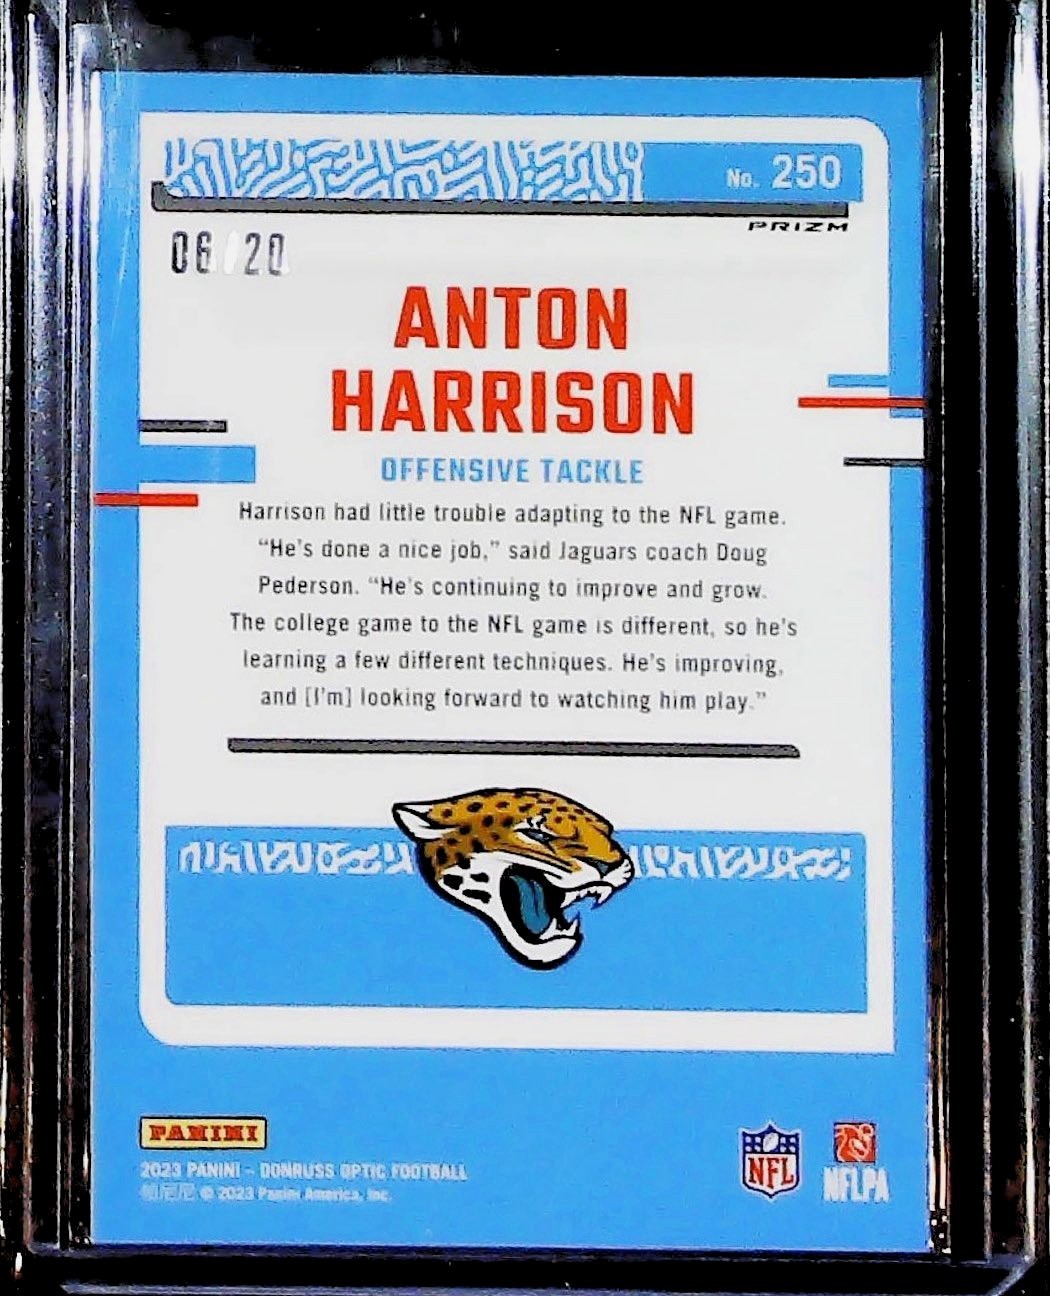 No. 250
PRIZM
06/20
ANTON
HARRISON
OFFENSIVE TACKLE
Harrison had little trouble adapting to the NFL game.
“He's done a nice job,” said Jaguars coach Doug
Pederson. “He's continuing to improve and grow.
The college game to the NFL game is different, so he's
learning a few different techniques. He's improving,
and [I'm] looking forward to watching him play.”
PANINI
2023 PANINI – DONRUSS OPTIC FOOTBALL
© 2023 Panini America, Inc.
NFL
NFLPA